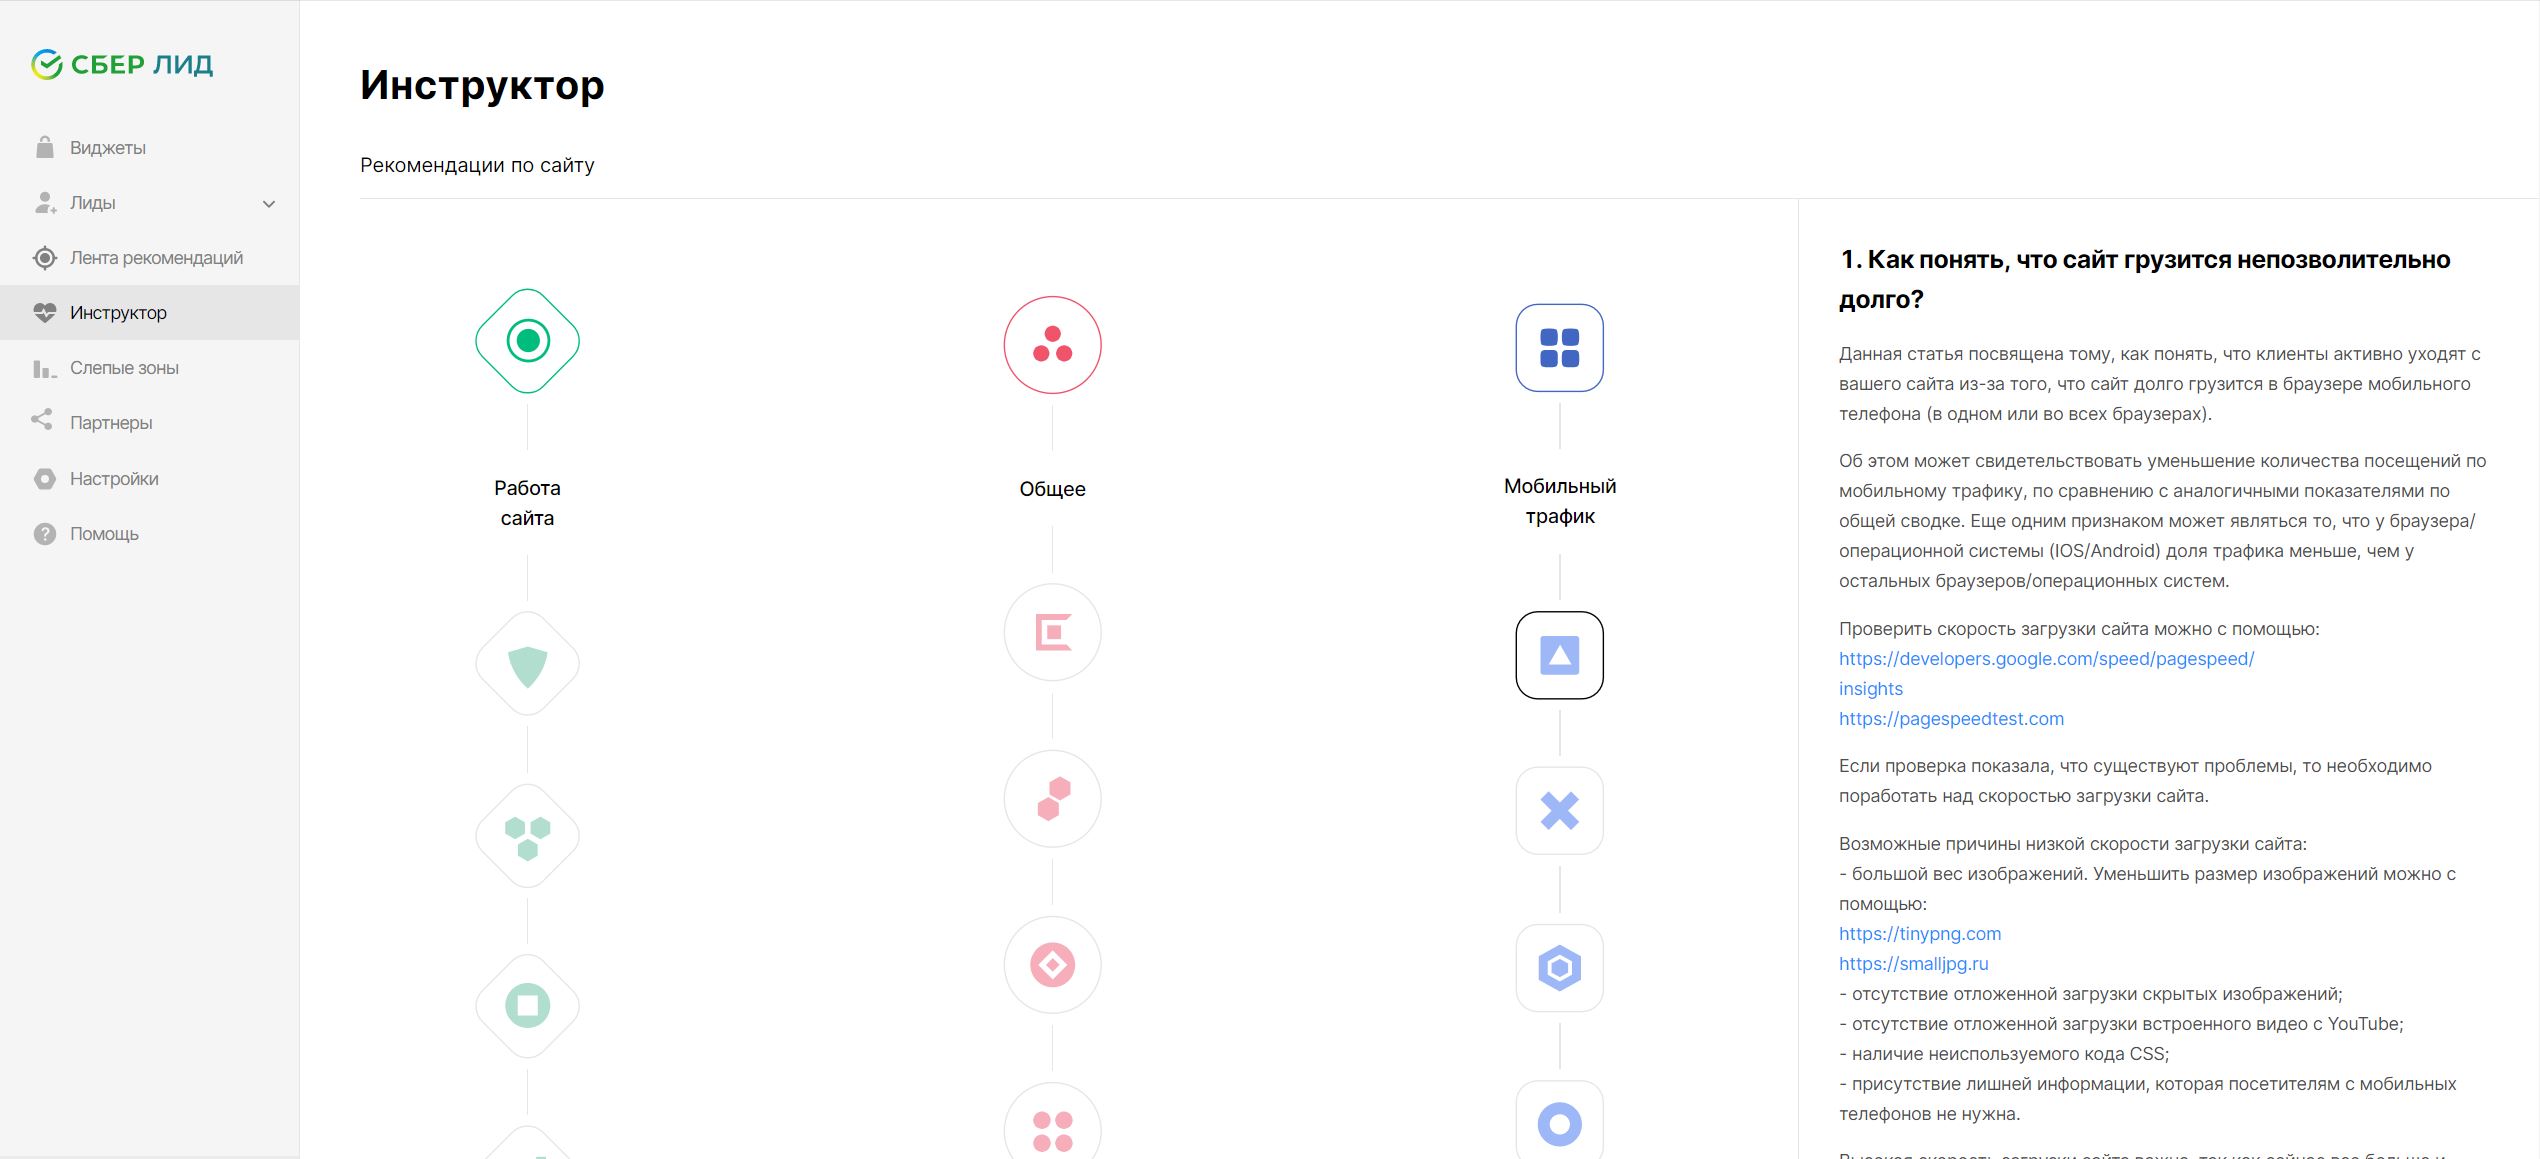 СБЕР ЛИД
Виджеты
Лиды
Лента рекомендаций
Инструктор
Слепые зоны
Партнеры
Настройки
Помощь
Инструктор
Рекомендации по сайту
Работа
сайта
Общее
Мобильный
трафик
1. Как понять, что сайт грузится непозволительно
долго?
Данная статья посвящена тому, как понять, что клиенты активно уходят с
вашего сайта из-за того, что сайт долго грузится в браузере мобильного
телефона (в одном или во всех браузерах).
Об этом может свидетельствовать уменьшение количества посещений по
мобильному трафику, по сравнению с аналогичными показателями по
общей сводке. Еще одним признаком может являться то, что у браузера/
операционной системы (IOS/Android) доля трафика меньше, чем у
остальных браузеров/операционных систем.
Проверить скорость загрузки сайта можно с помощью:
https://developers.google.com/speed/pagespeed/
insights
https://pagespeedtest.com
Если проверка показала, что существуют проблемы, то необходимо
поработать над скоростью загрузки сайта.
Возможные причины низкой скорости загрузки сайта:
- большой вес изображений. Уменьшить размер изображений можно с
помощью:
https://tinypng.com
https://smalljpg.ru
- отсутствие отложенной загрузки скрытых изображений;
- отсутствие отложенной загрузки встроенного видео с YouTube;
- наличие неиспользуемого кода CSS;
- присутствие лишней информации, которая посетителям с мобильных
телефонов не нужна.